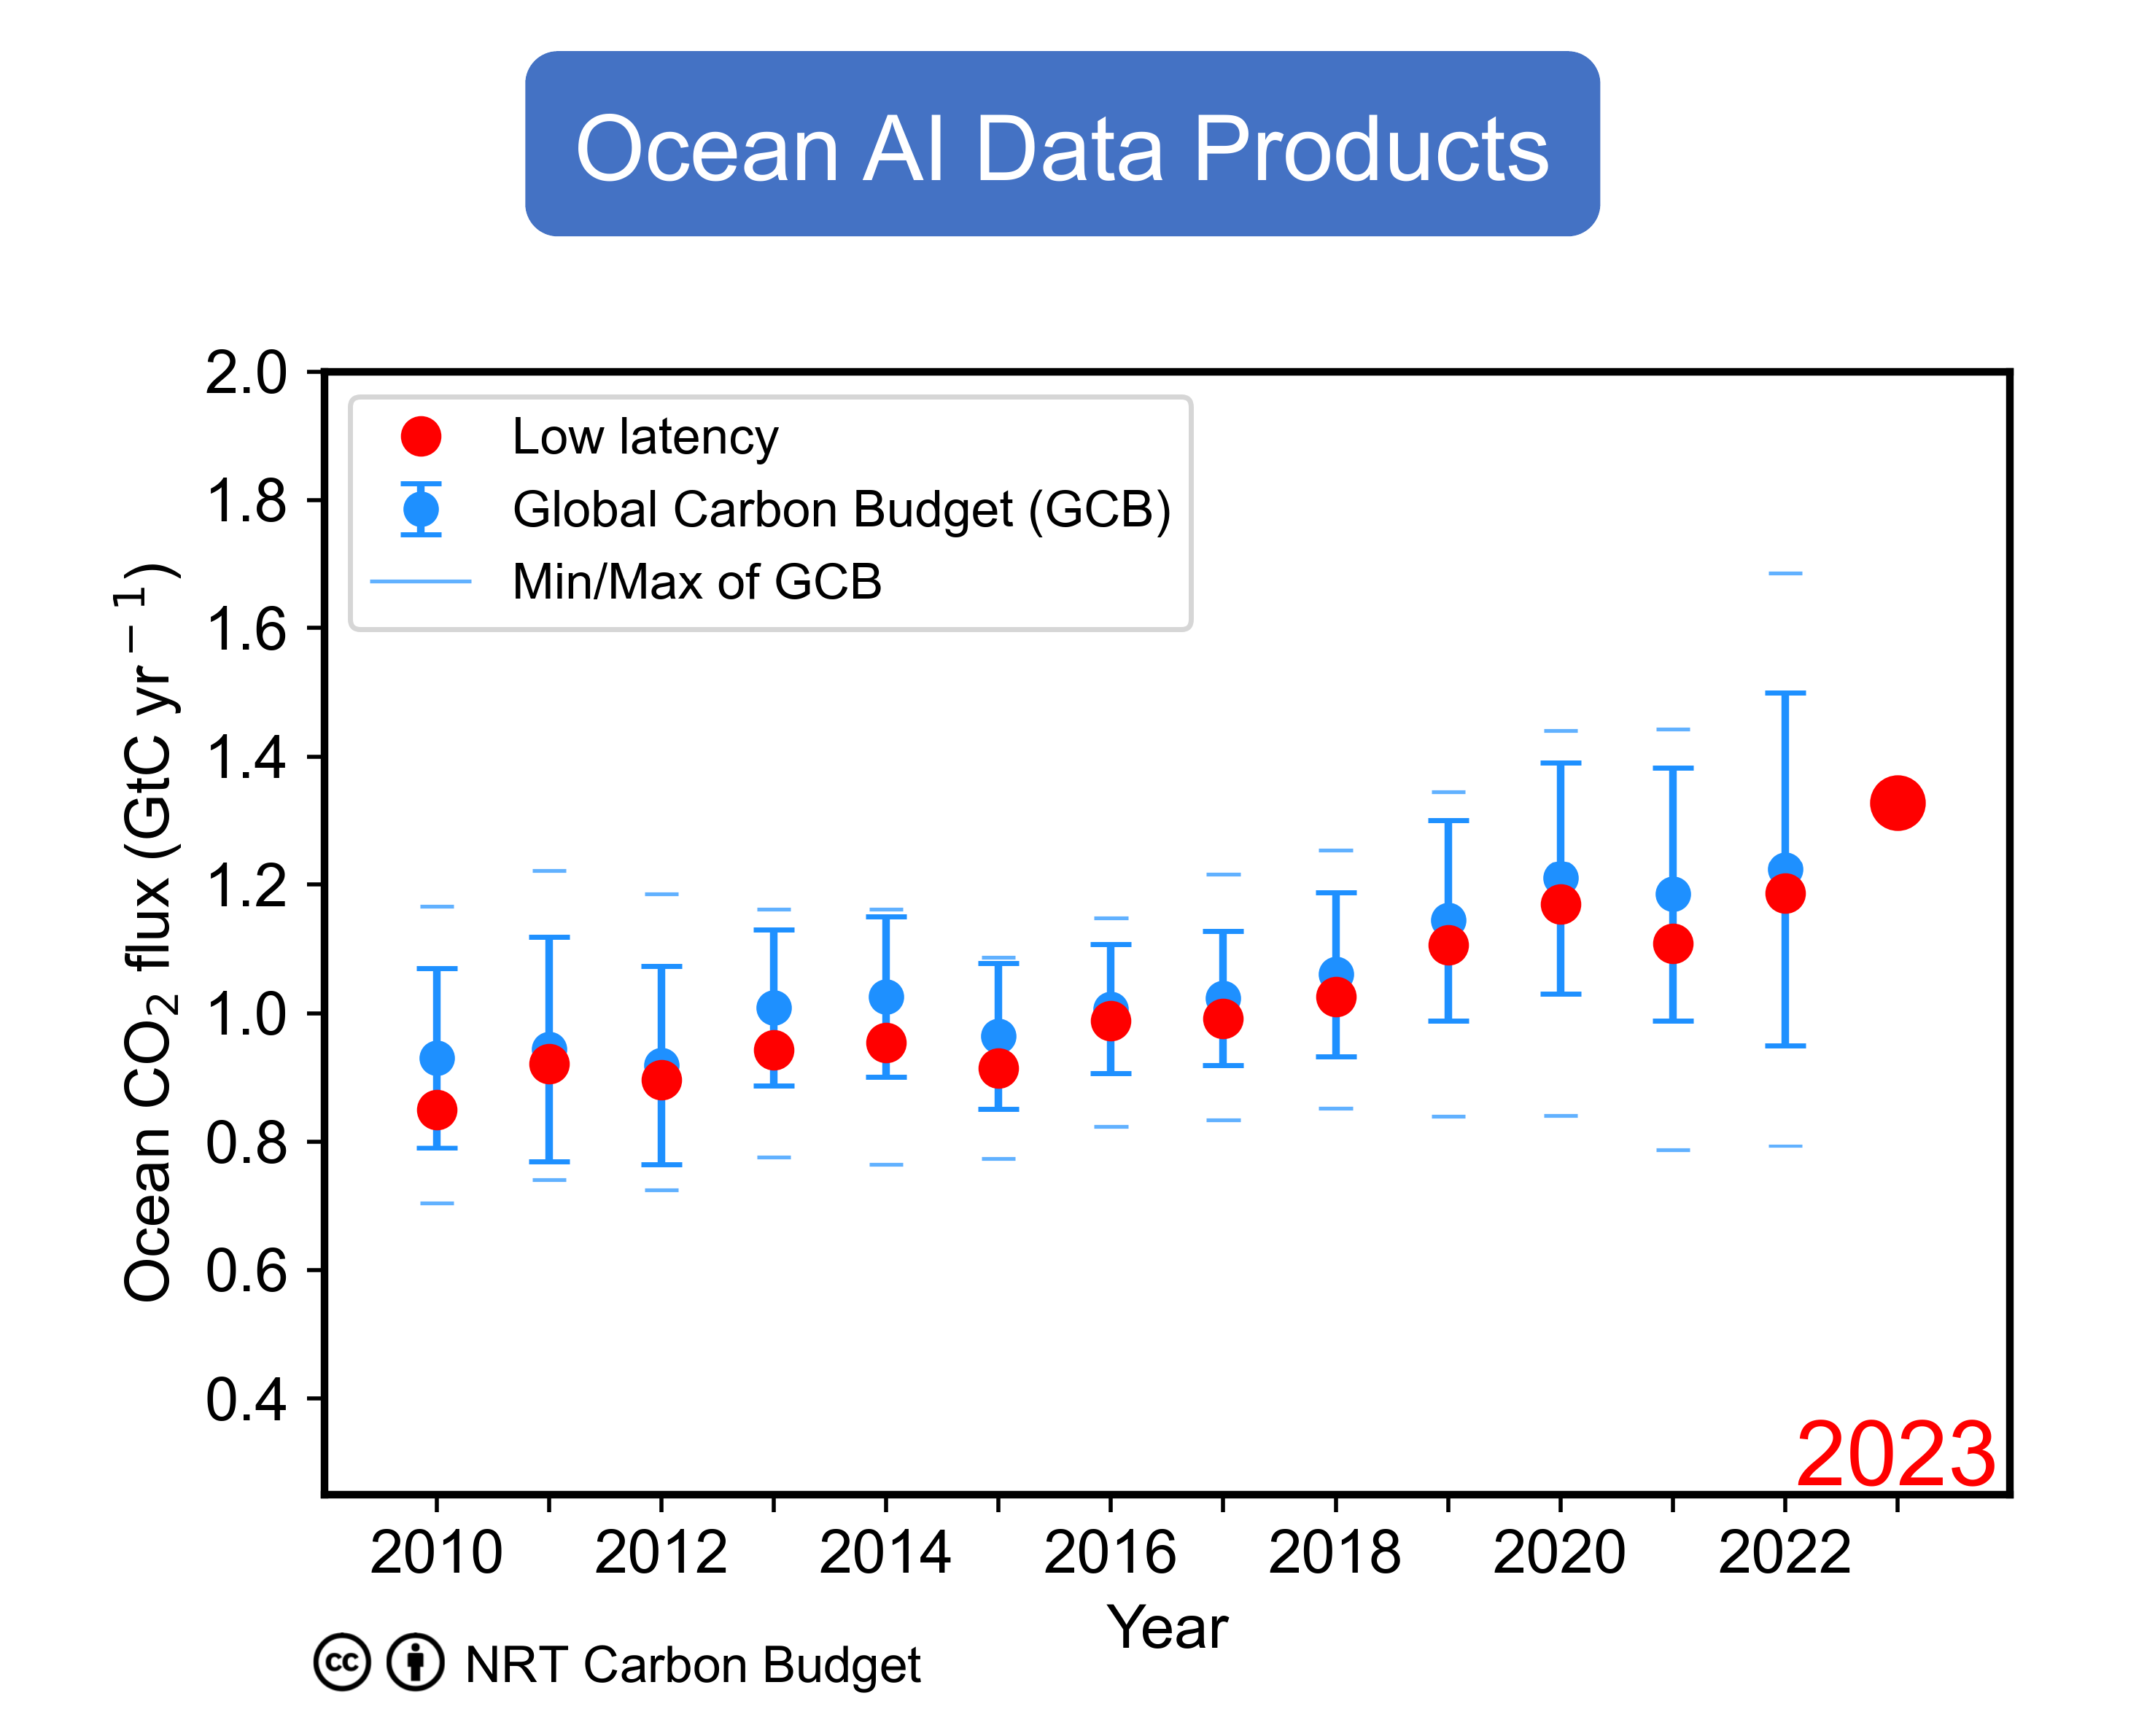 Ocean AI Data Products
2.0
1.8
1.6
1.4
1.2
1.0
0.8
0.6
0.4
Ocean CO₂ flux (GtC yr⁻¹)
Low latency
Global Carbon Budget (GCB)
Min/Max of GCB
2023
2010 2012 2014 2016 2018 2020 2022
Year
cc NRT Carbon Budget